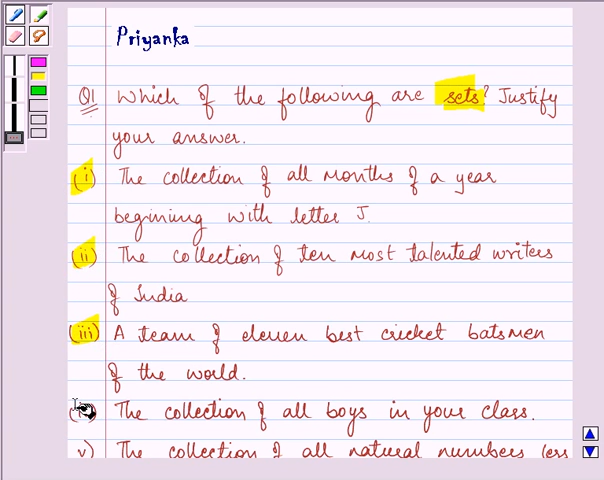 Priyanka
Q1 Which of the following are sets? Justify
your answer.
(i) The collection of all months of a year
begining with letter J.
(ii) The collection of ten most talented writers
of India
(iii) A team of eleven best cricket batsmen
of the world.
The collection of all boys in your class.
v) The collection of all natural numbers less